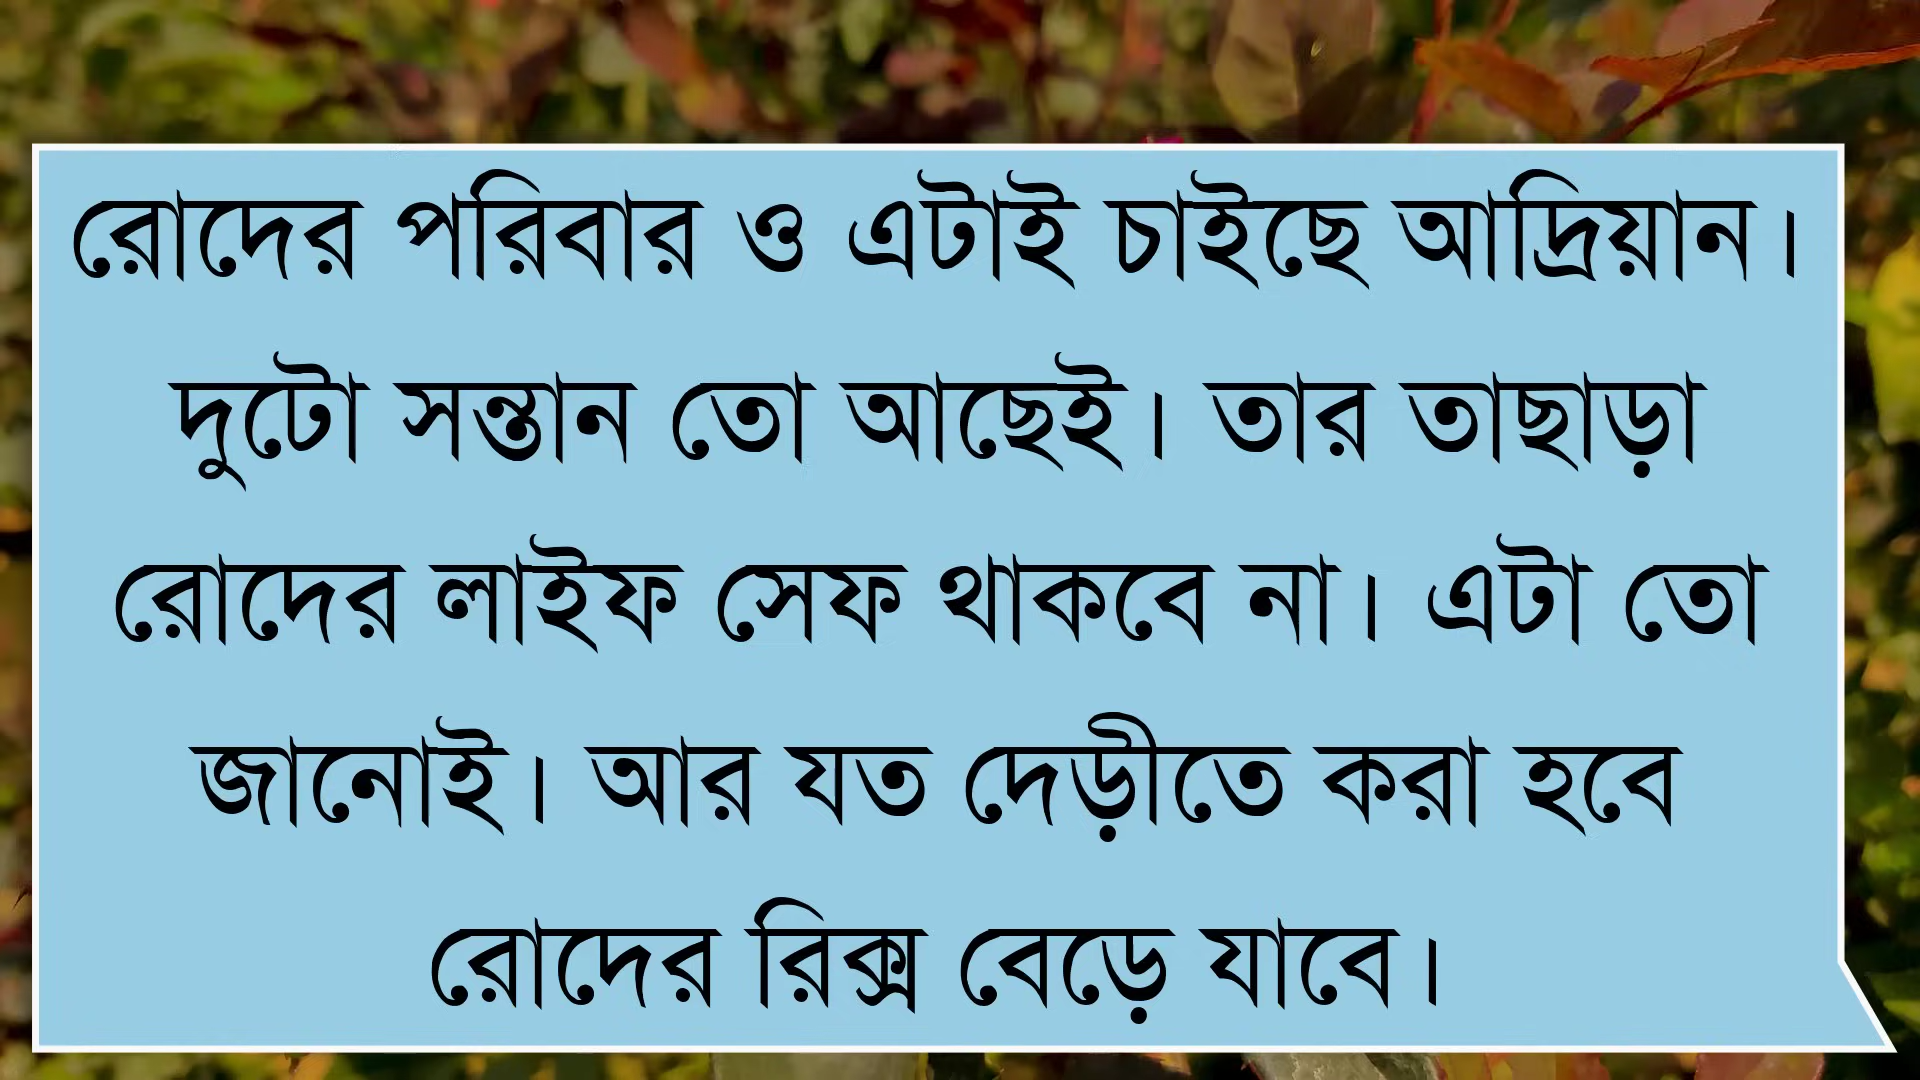 রোদের পরিবার ও এটাই চাইছে আদ্রিয়ান।
দুটো সন্তান তো আছেই। তার তাছাড়া
রোদের লাইফ সেফ থাকবে না। এটা তো
জানোই। আর যত দেড়ীতে করা হবে
রোদের রিক্স বেড়ে যাবে।